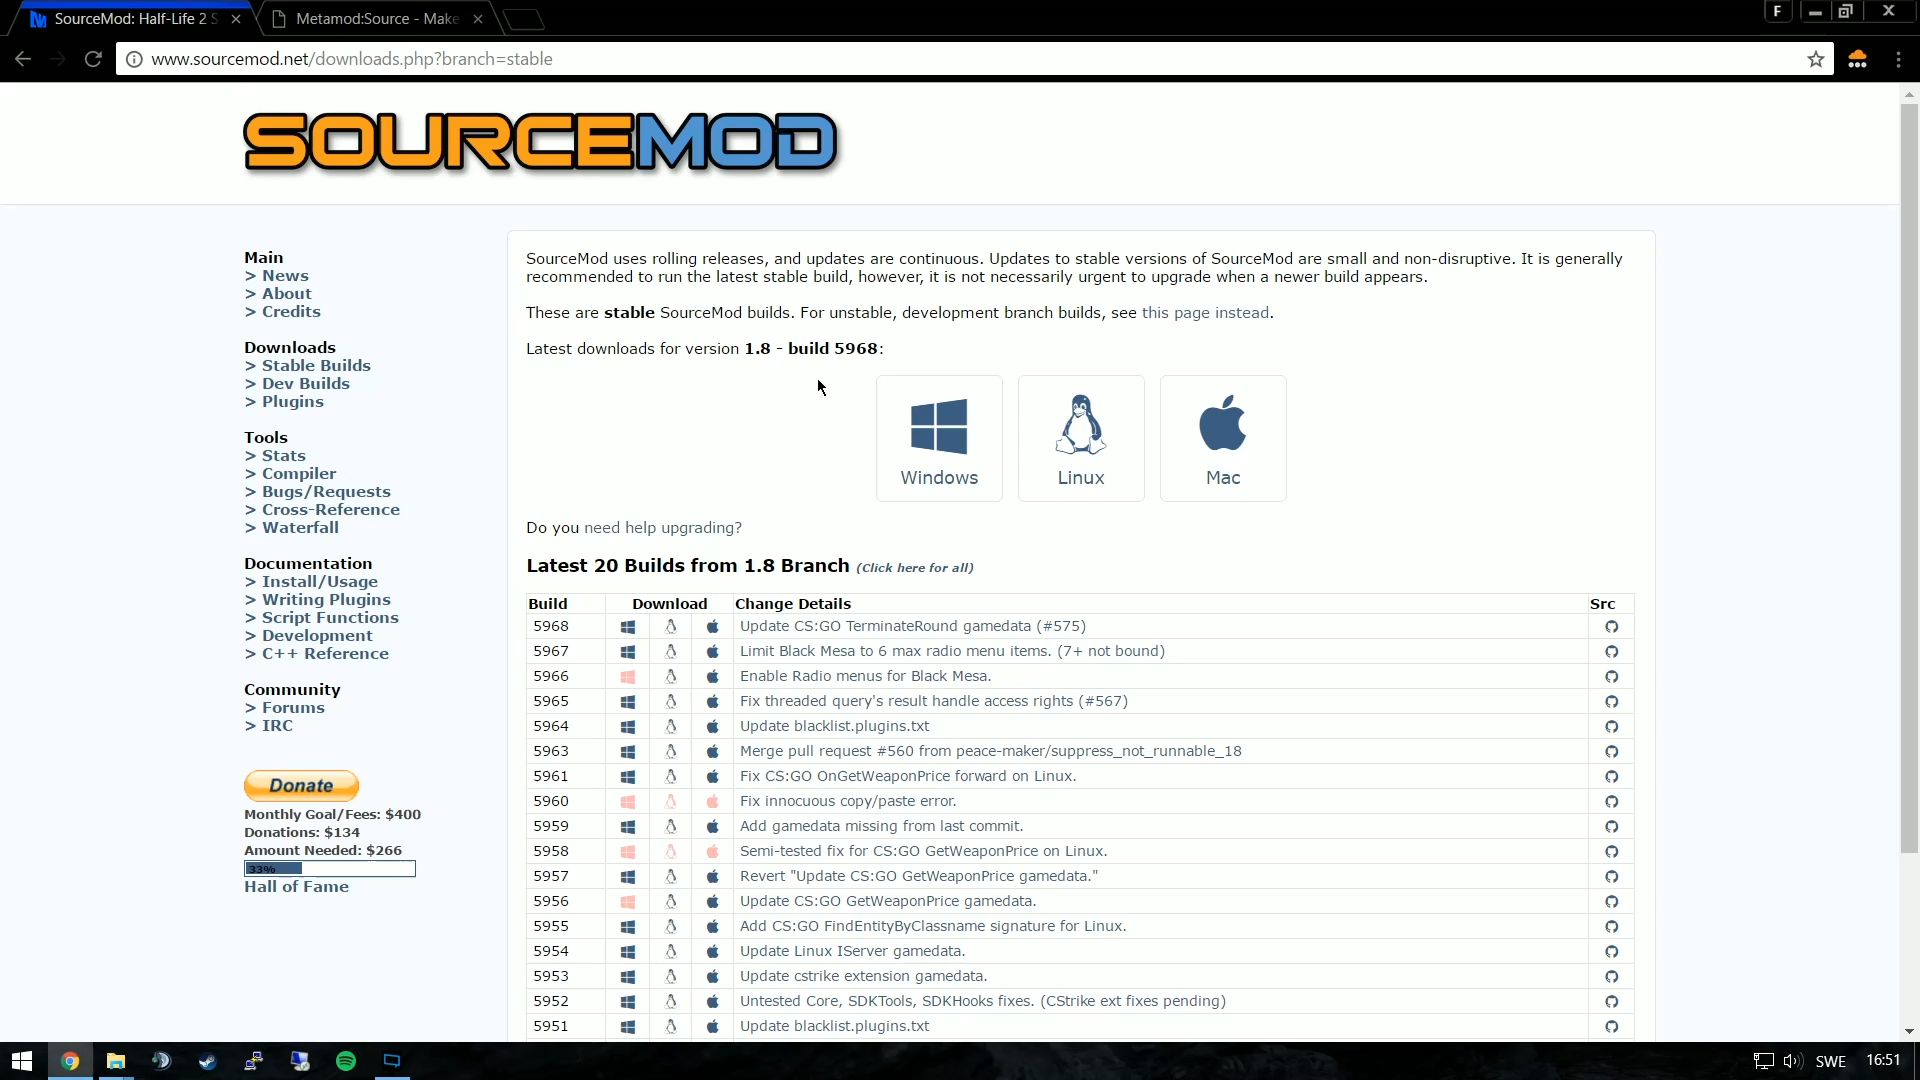 SourceMod: Half-Life 2 S
Metamod:Source - Make
F
www.sourcemod.net/downloads.php?branch=stable
SOURCEMOD
Main
> News
> About
> Credits
Downloads
> Stable Builds
> Dev Builds
> Plugins
Tools
> Stats
> Compiler
> Bugs/Requests
> Cross-Reference
> Waterfall
Documentation
> Install/Usage
> Writing Plugins
> Script Functions
> Development
> C++ Reference
Community
> Forums
> IRC
Donate
Monthly Goal/Fees: $400
Donations: $134
Amount Needed: $266
33%
Hall of Fame
SourceMod uses rolling releases, and updates are continuous. Updates to stable versions of SourceMod are small and non-disruptive. It is generally
recommended to run the latest stable build, however, it is not necessarily urgent to upgrade when a newer build appears.
These are stable SourceMod builds. For unstable, development branch builds, see this page instead.
Latest downloads for version 1.8 - build 5968:
Windows Linux Mac
Do you need help upgrading?
Latest 20 Builds from 1.8 Branch (Click here for all)
Build Download Change Details Src
5968 Update CS:GO TerminateRound gamedata (#575)
5967 Limit Black Mesa to 6 max radio menu items. (7+ not bound)
5966 Enable Radio menus for Black Mesa.
5965 Fix threaded query's result handle access rights (#567)
5964 Update blacklist.plugins.txt
5963 Merge pull request #560 from peace-maker/suppress_not_runnable_18
5961 Fix CS:GO OnGetWeaponPrice forward on Linux.
5960 Fix innocuous copy/paste error.
5959 Add gamedata missing from last commit.
5958 Semi-tested fix for CS:GO GetWeaponPrice on Linux.
5957 Revert "Update CS:GO GetWeaponPrice gamedata."
5956 Update CS:GO GetWeaponPrice gamedata.
5955 Add CS:GO FindEntityByClassname signature for Linux.
5954 Update Linux IServer gamedata.
5953 Update cstrike extension gamedata.
5952 Untested Core, SDKTools, SDKHooks fixes. (CStrike ext fixes pending)
5951 Update blacklist.plugins.txt
SWE 16:51